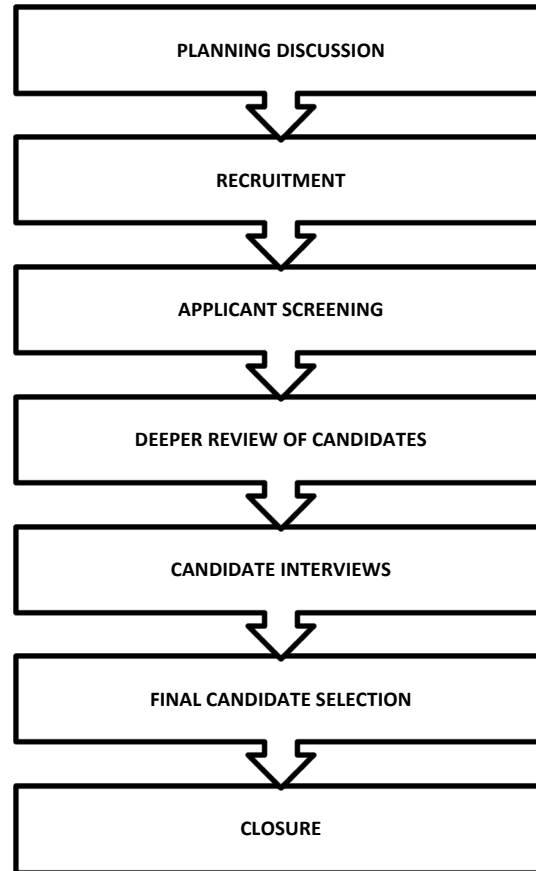 PLANNING DISCUSSION
RECRUITMENT
APPLICANT SCREENING
DEEPER REVIEW OF CANDIDATES
CANDIDATE INTERVIEWS
FINAL CANDIDATE SELECTION
CLOSURE